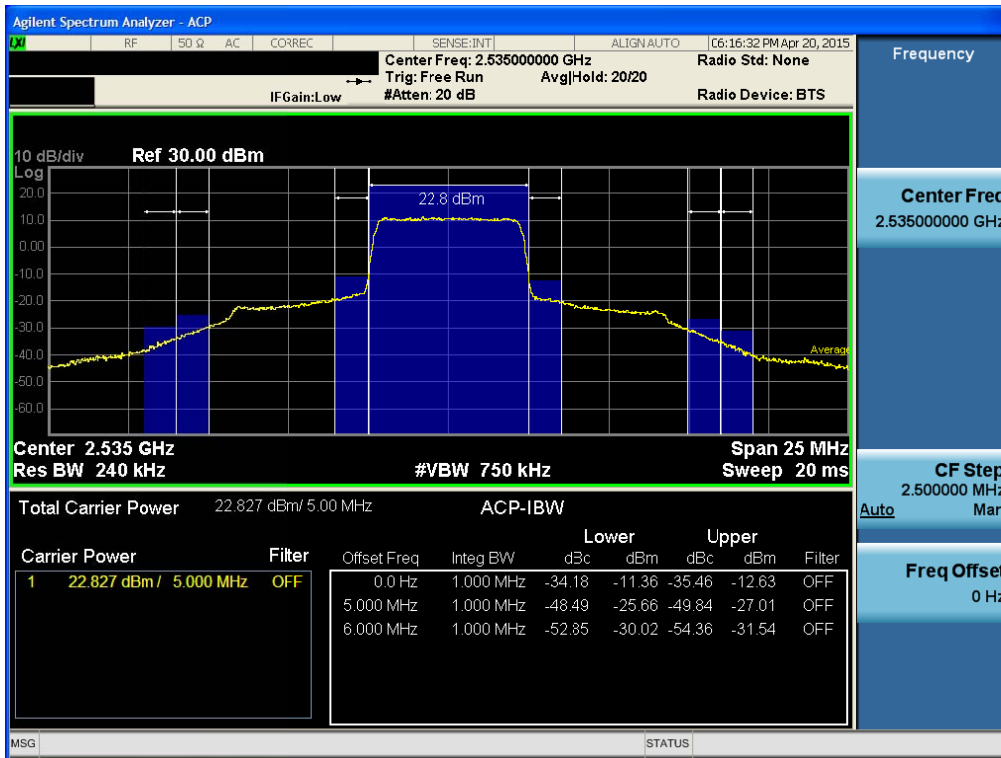 Agilent Spectrum Analyzer - ACP
LXI RF 50 Ω AC CORREC SENSE:INT ALIGN AUTO 06:16:32 PM Apr 20, 2015
Center Freq: 2.535000000 GHz Radio Std: None
Trig: Free Run Avg|Hold: 20/20
IFGain:Low #Atten: 20 dB Radio Device: BTS
10 dB/div Ref 30.00 dBm
Log
20.0
10.0
0.00
-10.0
-20.0
-30.0
-40.0
-50.0
-60.0
22.8 dBm
Average
Center 2.535 GHz Span 25 MHz
Res BW 240 kHz #VBW 750 kHz Sweep 20 ms
Total Carrier Power 22.827 dBm/ 5.00 MHz ACP-IBW
Lower Upper
Carrier Power Filter Offset Freq Integ BW dBc dBm dBc dBm Filter
1 22.827 dBm / 5.000 MHz OFF 0.0 Hz 1.000 MHz -34.18 -11.36 -35.46 -12.63 OFF
5.000 MHz 1.000 MHz -48.49 -25.66 -49.84 -27.01 OFF
6.000 MHz 1.000 MHz -52.85 -30.02 -54.36 -31.54 OFF
MSG STATUS
Frequency
Center Freq
2.535000000 GHz
CF Step
2.500000 MHz
Auto Man
Freq Offset
0 Hz